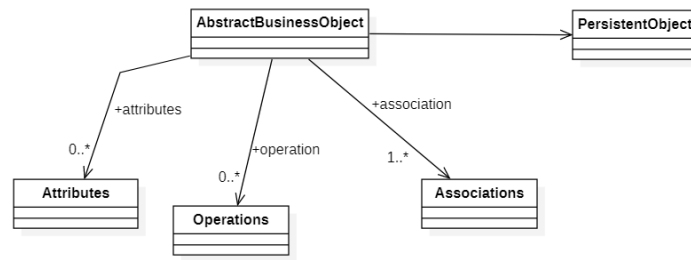 AbstractBusinessObject
PersistentObject
+attributes
+association
+operation
0..*
0..*
1..*
Attributes
Operations
Associations